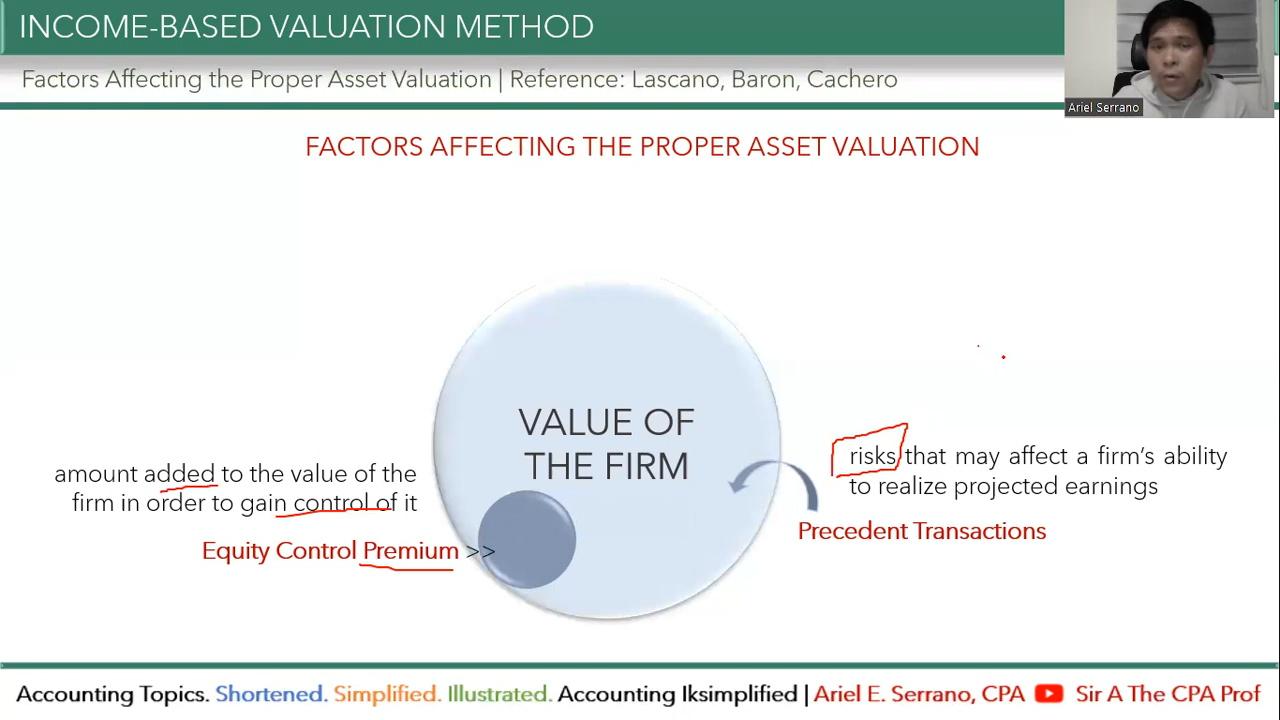 INCOME-BASED VALUATION METHOD
Factors Affecting the Proper Asset Valuation | Reference: Lascano, Baron, Cachero
Ariel Serrano
FACTORS AFFECTING THE PROPER ASSET VALUATION
VALUE OF
THE FIRM
amount added to the value of the
firm in order to gain control of it
Equity Control Premium >>
risks that may affect a firm's ability
to realize projected earnings
Precedent Transactions
Accounting Topics. Shortened. Simplified. Illustrated. Accounting Iksimplified | Ariel E. Serrano, CPA Sir A The CPA Prof